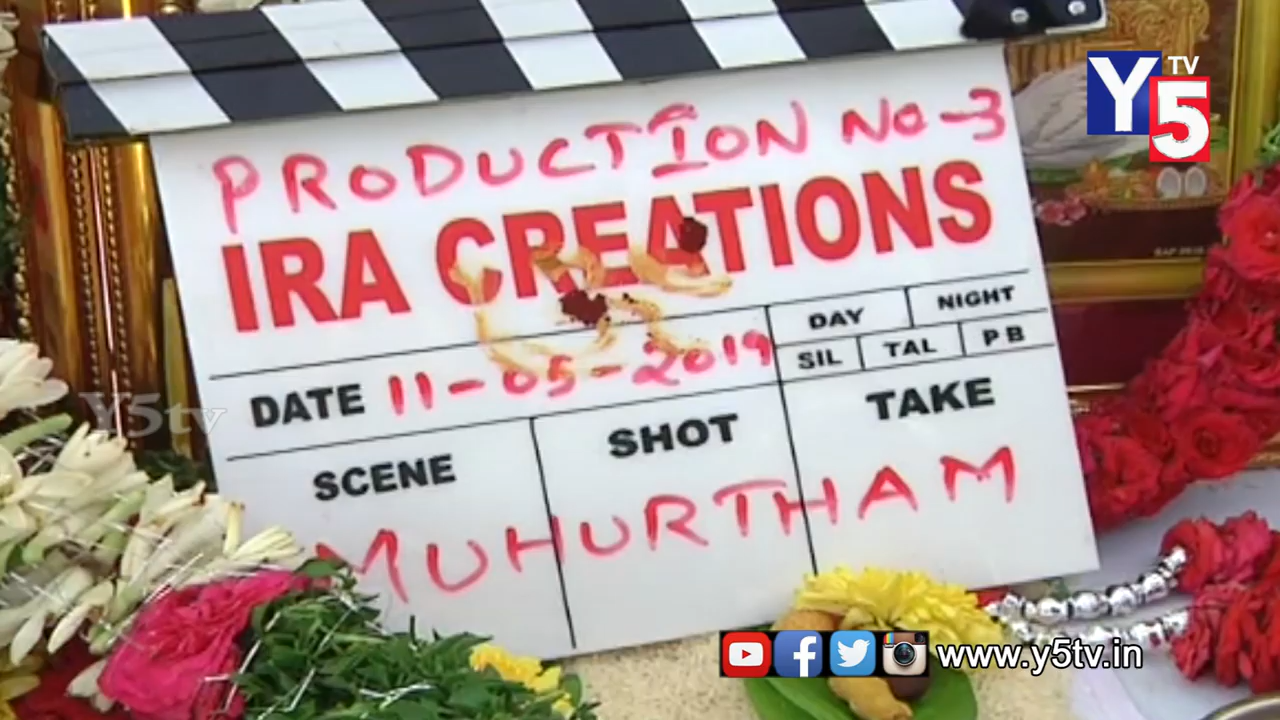 PRODUCTION No-3
IRA CREATIONS
DATE 11-05-2019
DAY NIGHT
SIL TAL P B
SCENE SHOT TAKE
MUHURTHAM
Y5 TV
Y5tv
www.y5tv.in